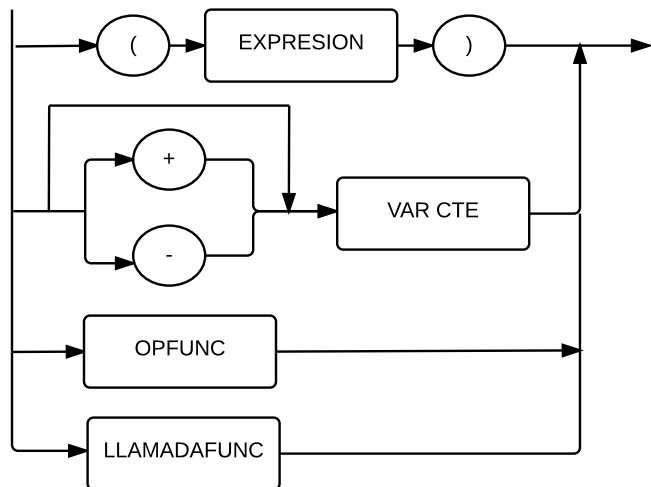 ( EXPRESION )
+
VAR CTE
-
OPFUNC
LLAMADAFUNC